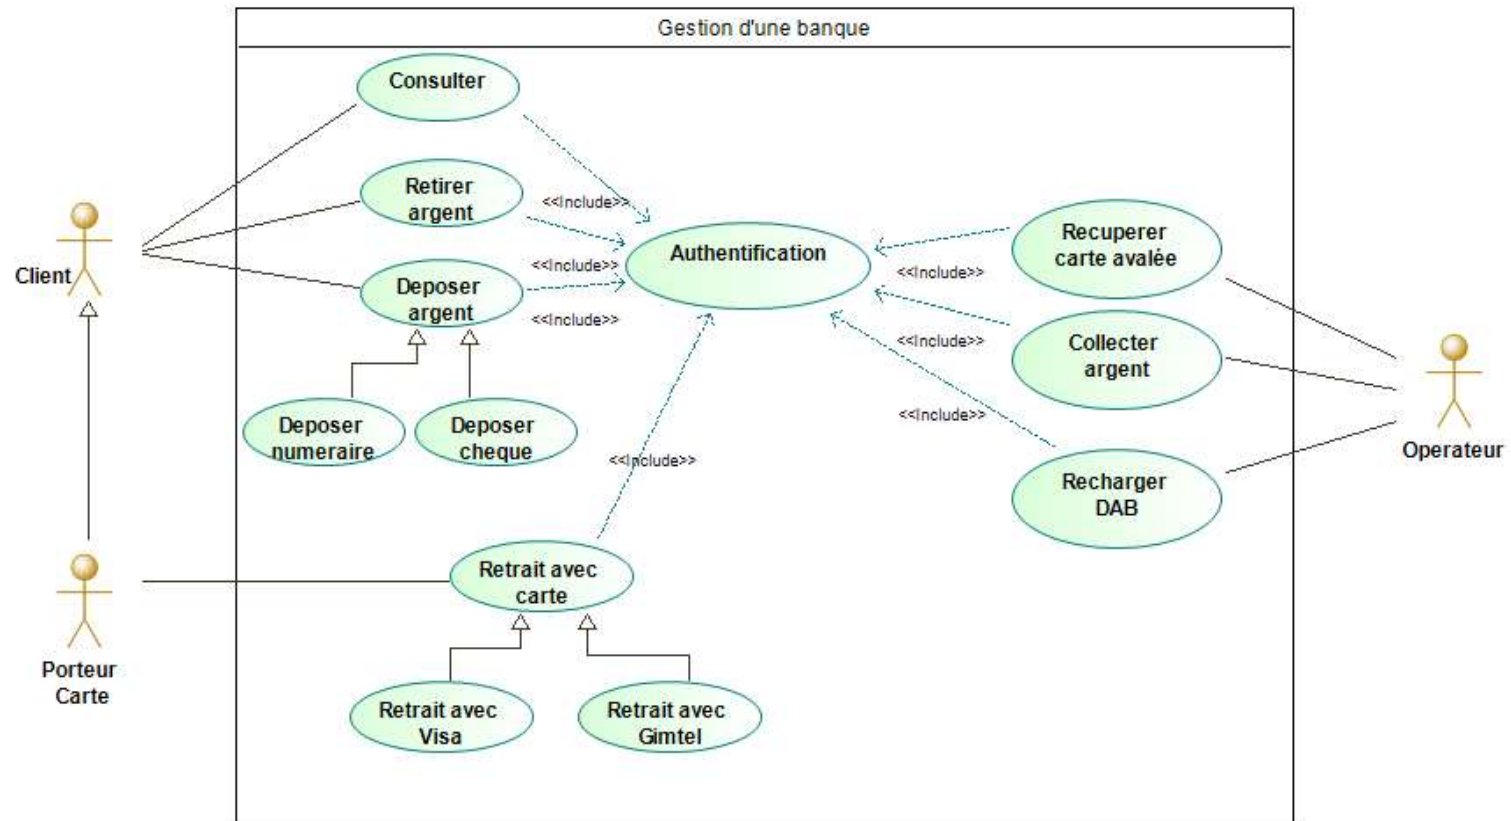 Gestion d'une banque
Consulter
Retirer
argent
<<Include>>
Client
Deposer
argent
<<Include>>
<<Include>>
Authentification
Recuperer
carte avalée
<<Include>>
Collecter
argent
<<Include>>
Operateur
Deposer
numeraire
Deposer
cheque
<<Include>>
<<Include>>
Recharger
DAB
Porteur
Carte
Retrait avec
carte
Retrait avec
Visa
Retrait avec
Gimtel